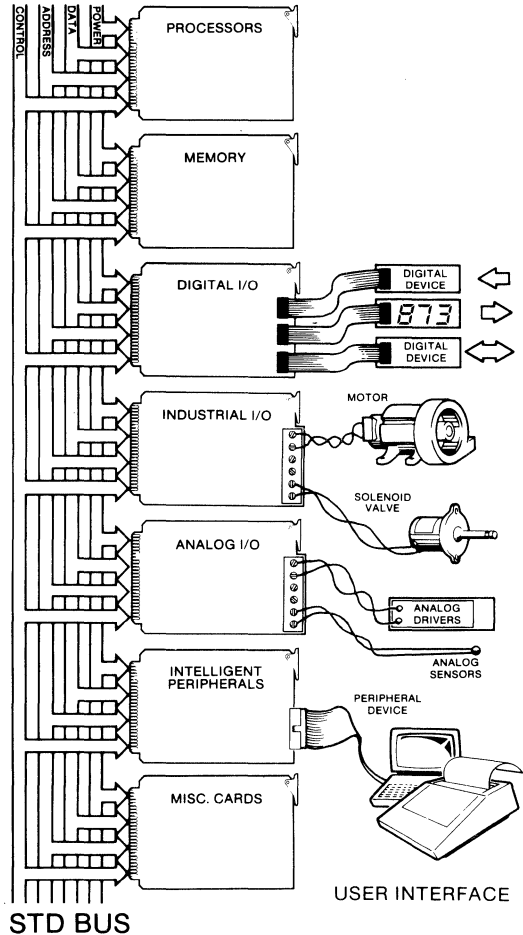 CONTROL
ADDRESS
DATA
POWER
PROCESSORS
MEMORY
DIGITAL I/O
DIGITAL
DEVICE
873
DIGITAL
DEVICE
INDUSTRIAL I/O
MOTOR
SOLENOID
VALVE
ANALOG I/O
ANALOG
DRIVERS
ANALOG
SENSORS
INTELLIGENT
PERIPHERALS
PERIPHERAL
DEVICE
MISC. CARDS
USER INTERFACE
STD BUS